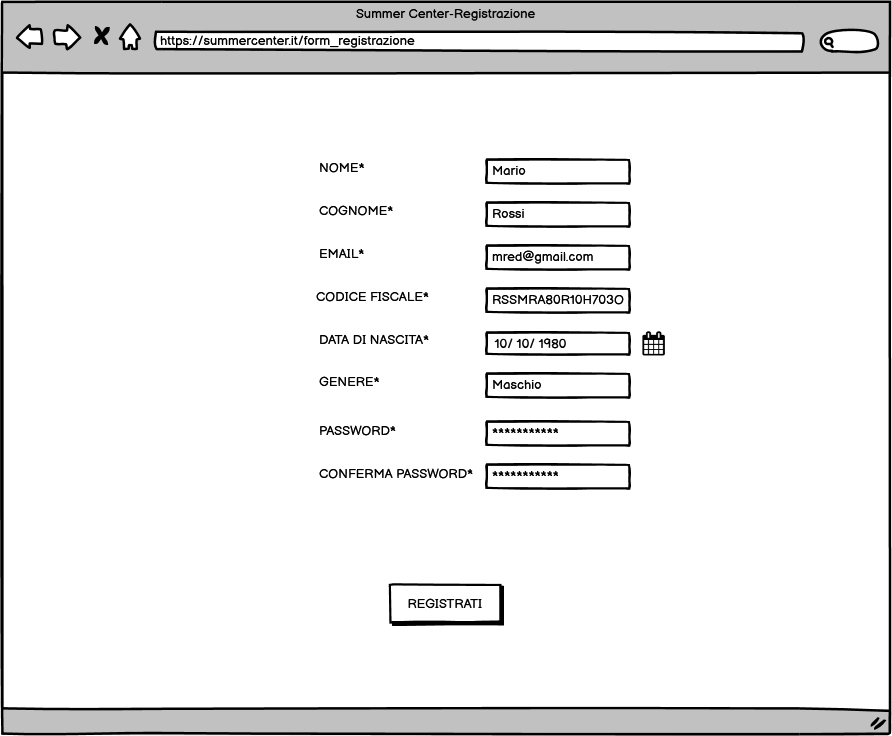 Summer Center-Registrazione
https://summercenter.it/form_registrazione
NOME* Mario
COGNOME* Rossi
EMAIL* mred@gmail.com
CODICE FISCALE* RSSMRA80R10H703O
DATA DI NASCITA* 10/ 10/ 1980
GENERE* Maschio
PASSWORD* ***********
CONFERMA PASSWORD* ***********
REGISTRATI